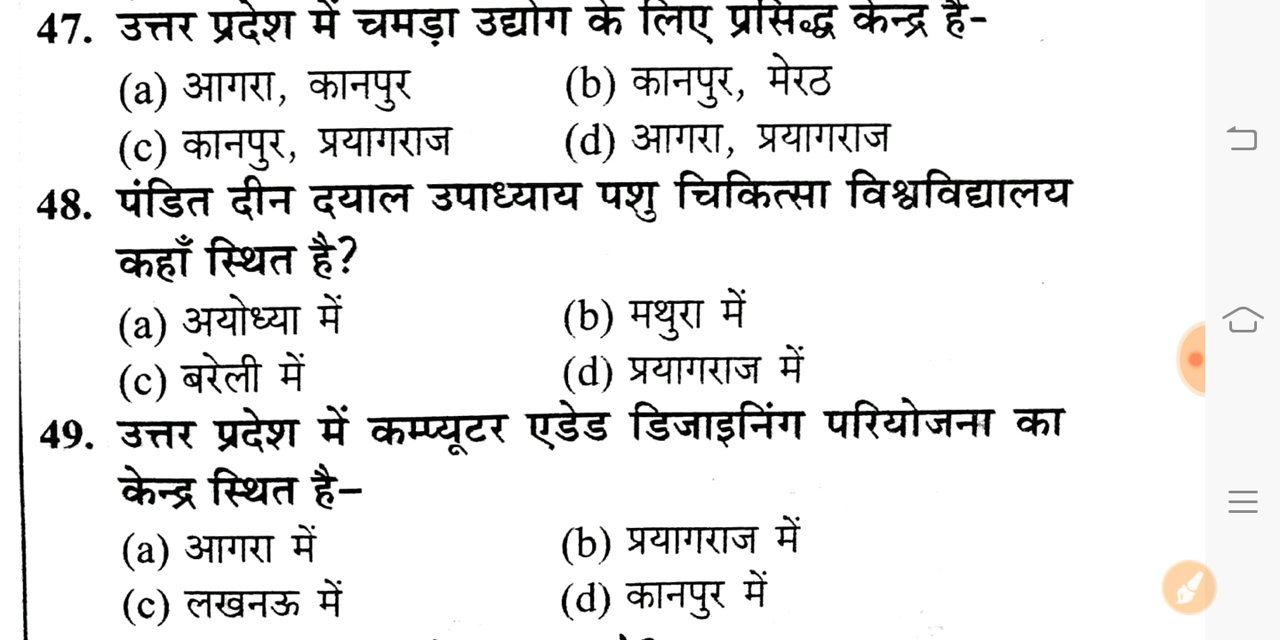 47. उत्तर प्रदेश में चमड़ा उद्योग के लिए प्रसिद्ध केन्द्र है-
(a) आगरा, कानपुर (b) कानपुर, मेरठ
(c) कानपुर, प्रयागराज (d) आगरा, प्रयागराज
48. पंडित दीन दयाल उपाध्याय पशु चिकित्सा विश्वविद्यालय
कहाँ स्थित है?
(a) अयोध्या में (b) मथुरा में
(c) बरेली में (d) प्रयागराज में
49. उत्तर प्रदेश में कम्प्यूटर एडेड डिजाइनिंग परियोजना का
केन्द्र स्थित है–
(a) आगरा में (b) प्रयागराज में
(c) लखनऊ में (d) कानपुर में